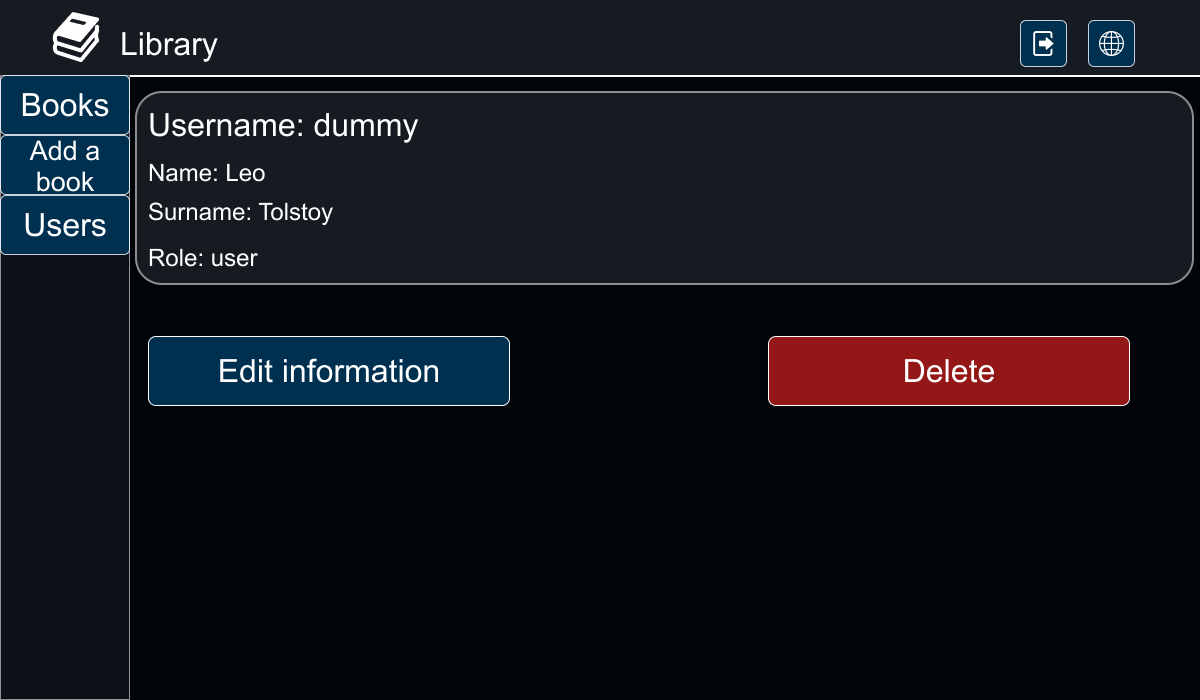 Library
Books
Add a
book
Users
Username: dummy
Name: Leo
Surname: Tolstoy
Role: user
Edit information
Delete